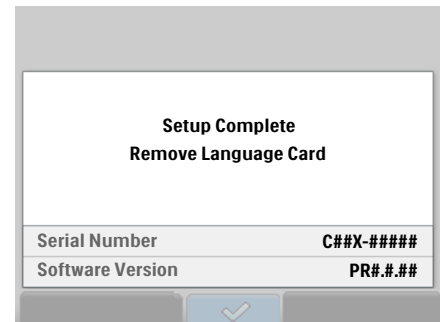 Setup Complete
Remove Language Card
Serial Number C##X-#####
Software Version PR#.#.##